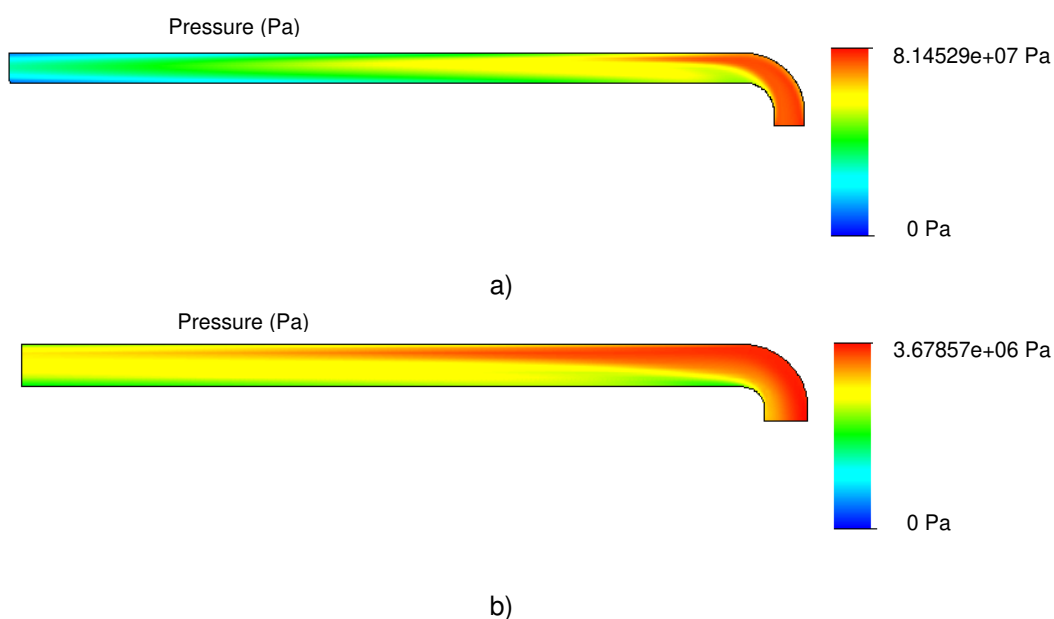 Pressure (Pa)
8.14529e+07 Pa
0 Pa
a)
Pressure (Pa)
3.67857e+06 Pa
0 Pa
b)